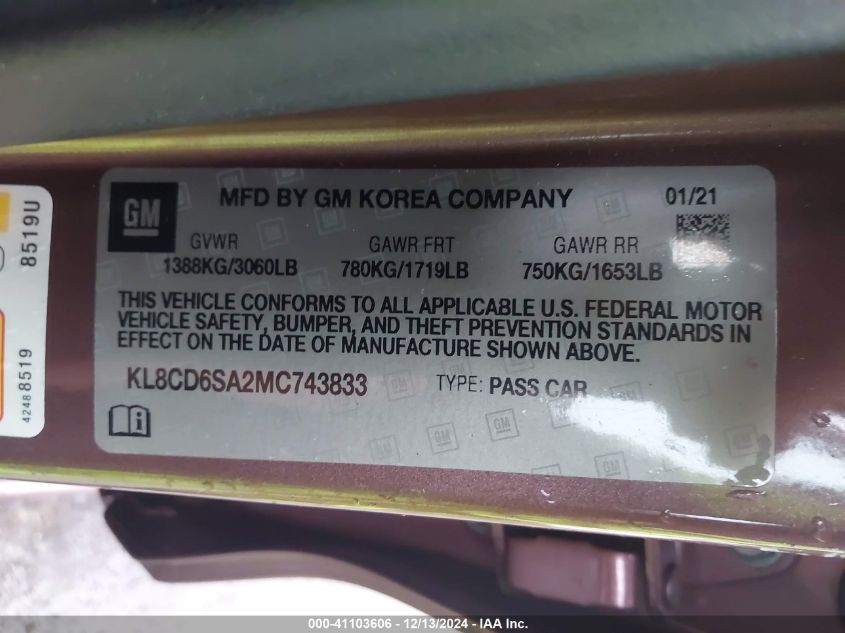 GM
MFD BY GM KOREA COMPANY
01/21
GVWR
GAWR FRT
GAWR RR
1388KG/3060LB
780KG/1719LB
750KG/1653LB
THIS VEHICLE CONFORMS TO ALL APPLICABLE U.S. FEDERAL MOTOR
VEHICLE SAFETY, BUMPER, AND THEFT PREVENTION STANDARDS IN
EFFECT ON THE DATE OF MANUFACTURE SHOWN ABOVE.
KL8CD6SA2MC743833
TYPE: PASS CAR
8519U
42488519
000-41103606 - 12/13/2024 - IAA Inc.